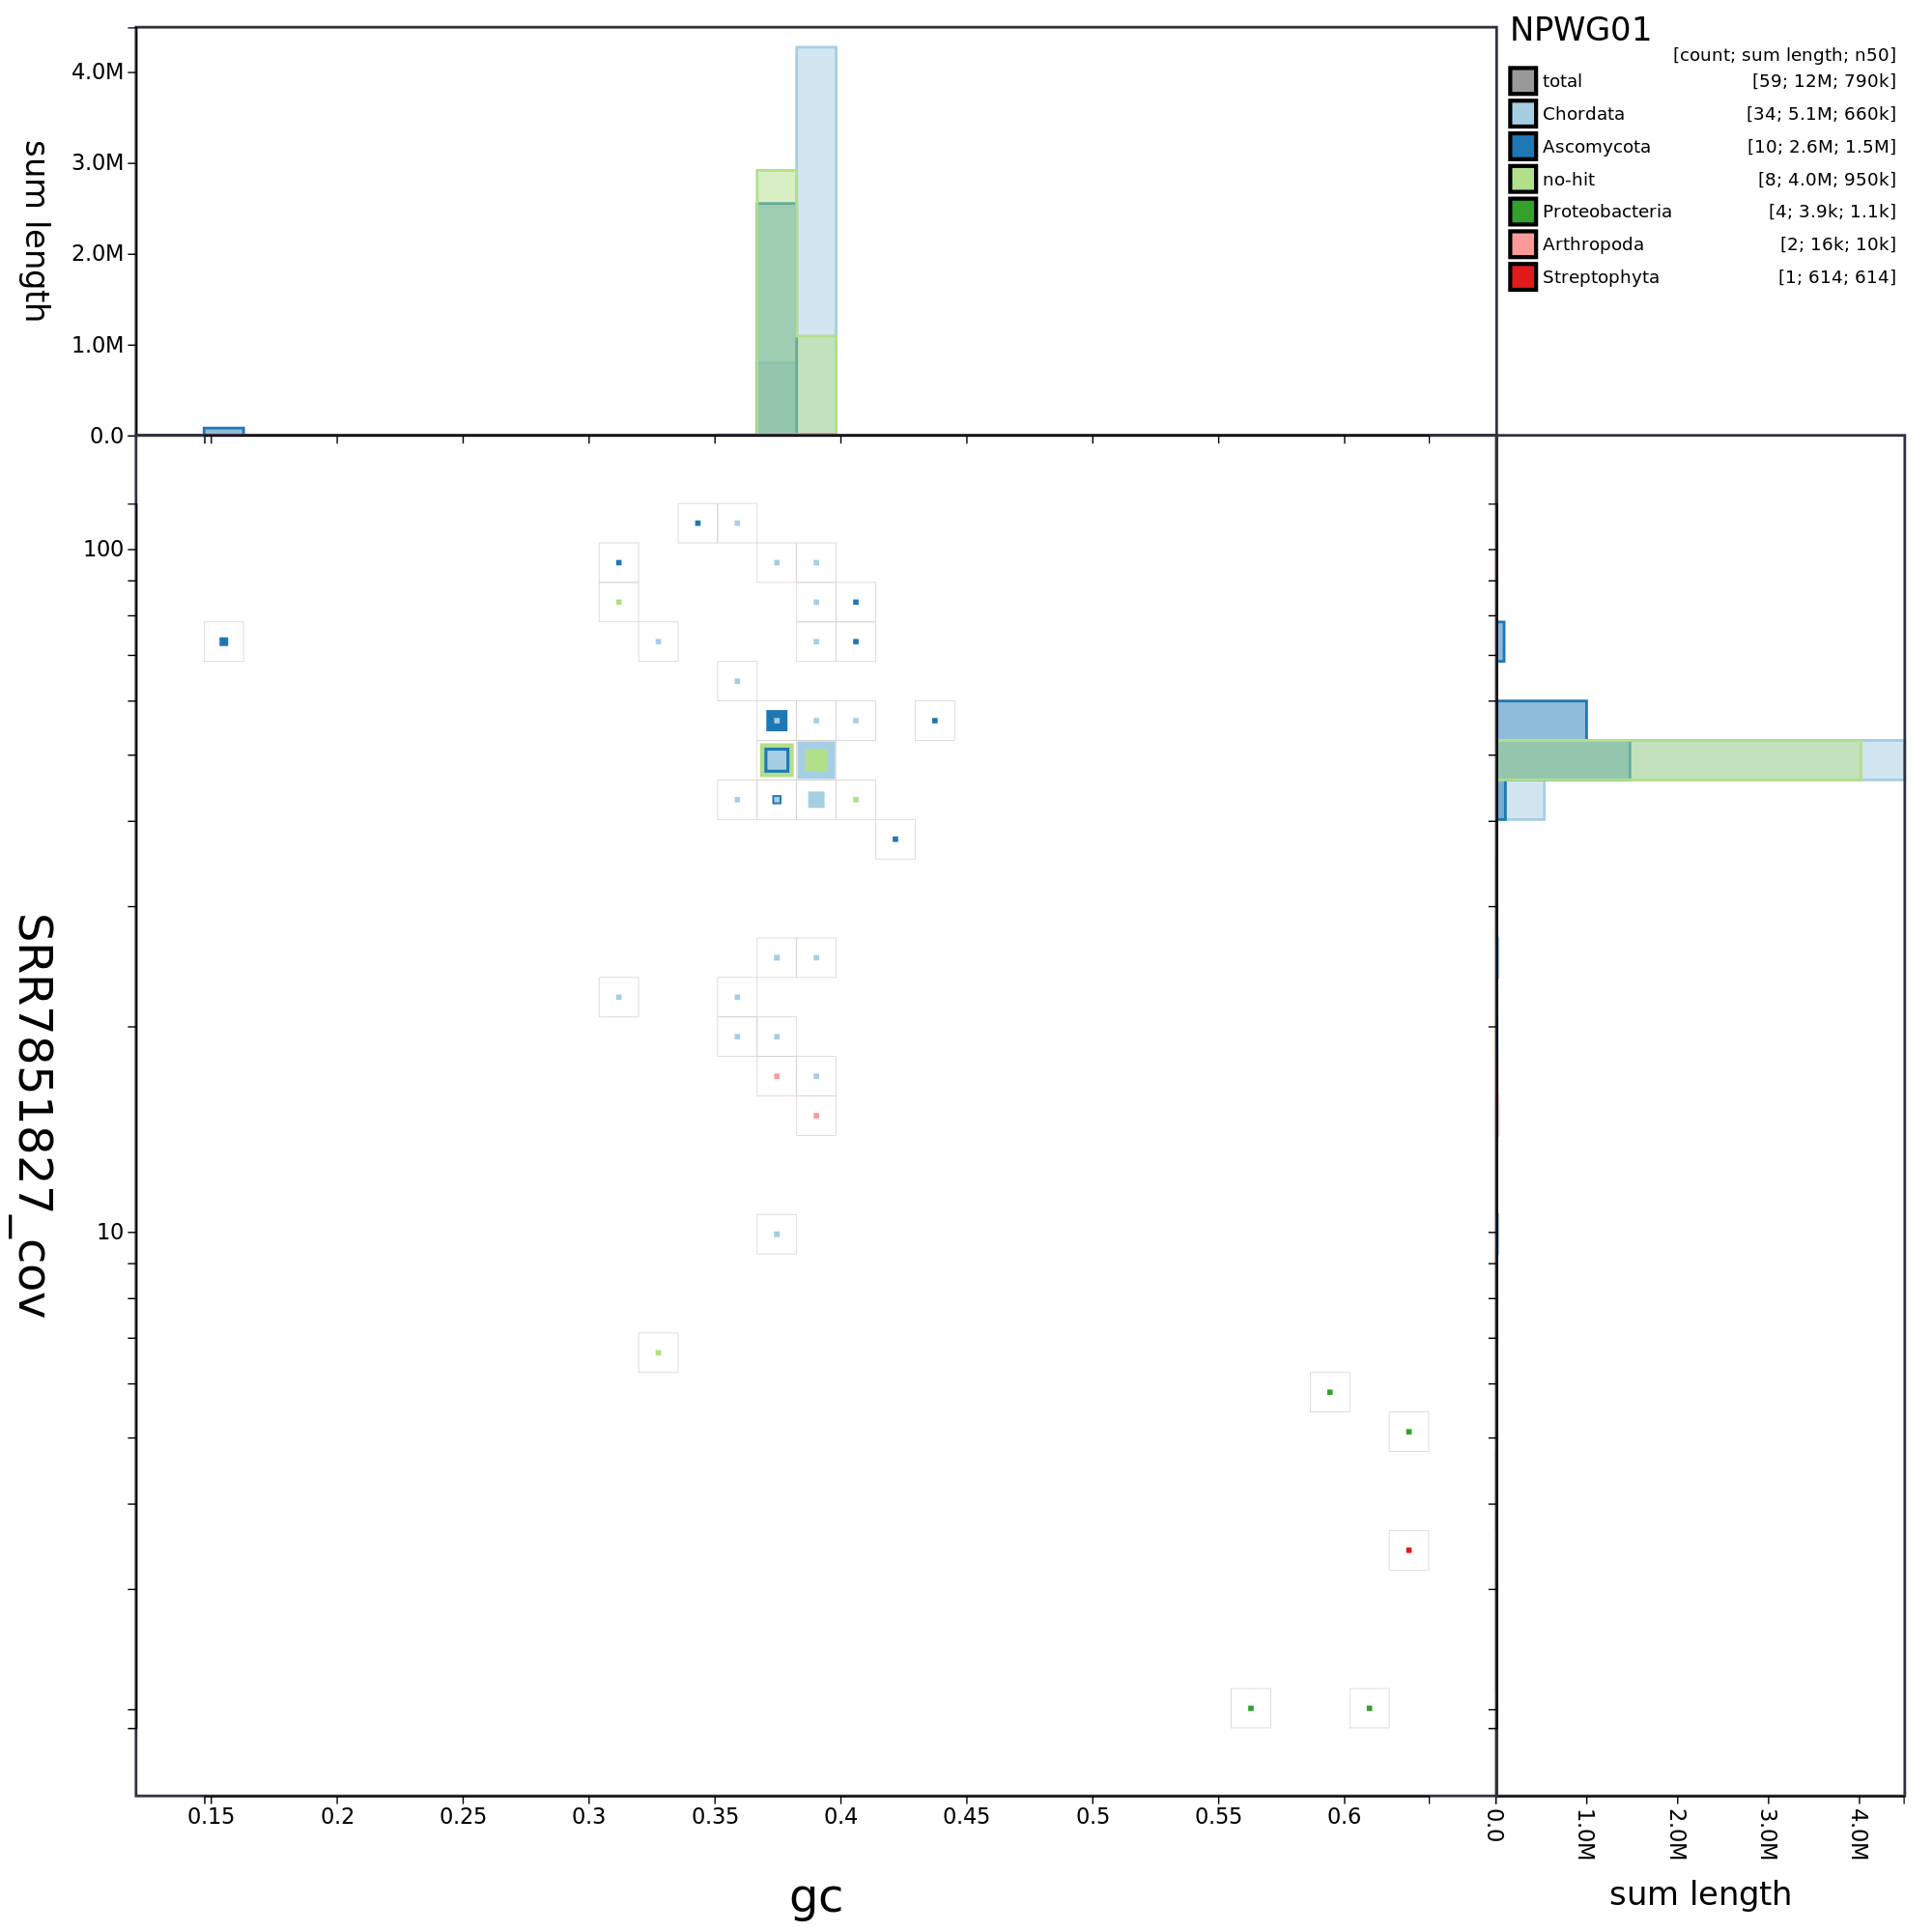 NPWG01
[count; sum length; n50]
total [59; 12M; 790k]
Chordata [34; 5.1M; 660k]
Ascomycota [10; 2.6M; 1.5M]
no-hit [8; 4.0M; 950k]
Proteobacteria [4; 3.9k; 1.1k]
Arthropoda [2; 16k; 10k]
Streptophyta [1; 614; 614]
sum length
4.0M
3.0M
2.0M
1.0M
0.0
SRR7851827_cov
100
10
0.15 0.2 0.25 0.3 0.35 0.4 0.45 0.5 0.55 0.6
gc
0.0 1.0M 2.0M 3.0M 4.0M
sum length